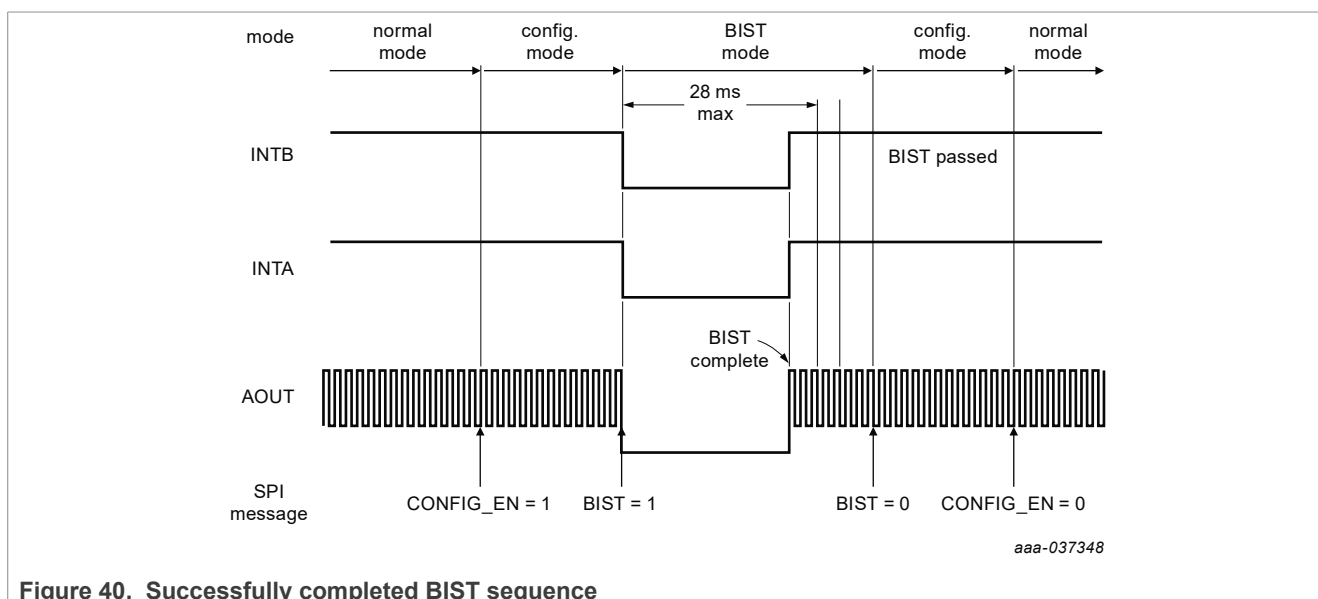 mode
normal
mode
config.
mode
BIST
mode
config.
mode
normal
mode
28 ms
max
INTB
BIST passed
INTA
BIST
complete
AOUT
SPI
message
CONFIG_EN = 1
BIST = 1
BIST = 0
CONFIG_EN = 0
aaa-037348
Figure 40. Successfully completed BIST sequence